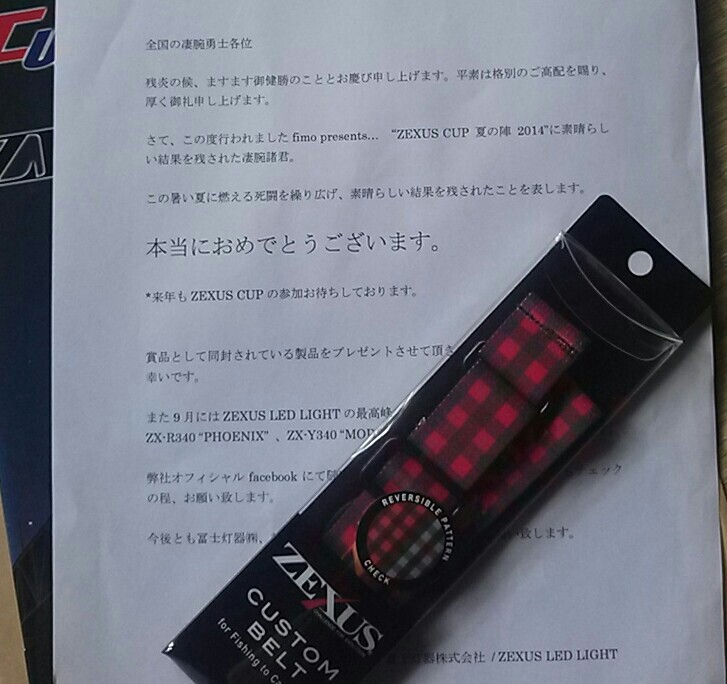 全国の凄腕勇士各位
残炎の候、ますます御健勝のこととお慶び申し上げます。平素は格別のご高配を賜り、
厚く御礼申し上げます。
さて、この度行われました fimo presents… “ZEXUS CUP 夏の陣 2014”に素晴らし
い結果を残された凄腕諸君。
この暑い夏に燃える死闘を繰り広げ、素晴らしい結果を残されたことを表します。
本当におめでとうございます。
*来年も ZEXUS CUP の参加お待ちしております。
賞品として同封されている製品をプレゼントさせて頂き
幸いです。
また 9 月には ZEXUS LED LIGHT の最高峰
ZX-R340 “PHOENIX” 、ZX-Y340 “MOD
弊社オフィシャル facebook にて チェック
の程、お願い致します。
今後とも冨士灯器㈱、 致します。
灯器株式会社 / ZEXUS LED LIGHT
REVERSIBLE PATTERN
CHECK
ZEXUS
CUSTOM
BELT
for Fishing to